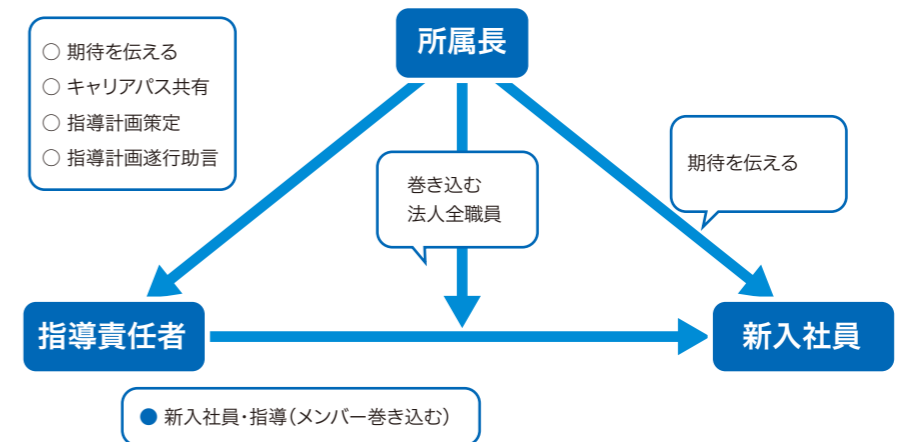 所属長
○ 期待を伝える
○ キャリアパス共有
○ 指導計画策定
○ 指導計画遂行助言
巻き込む
法人全職員
期待を伝える
指導責任者
新入社員
● 新入社員・指導(メンバー巻き込む)